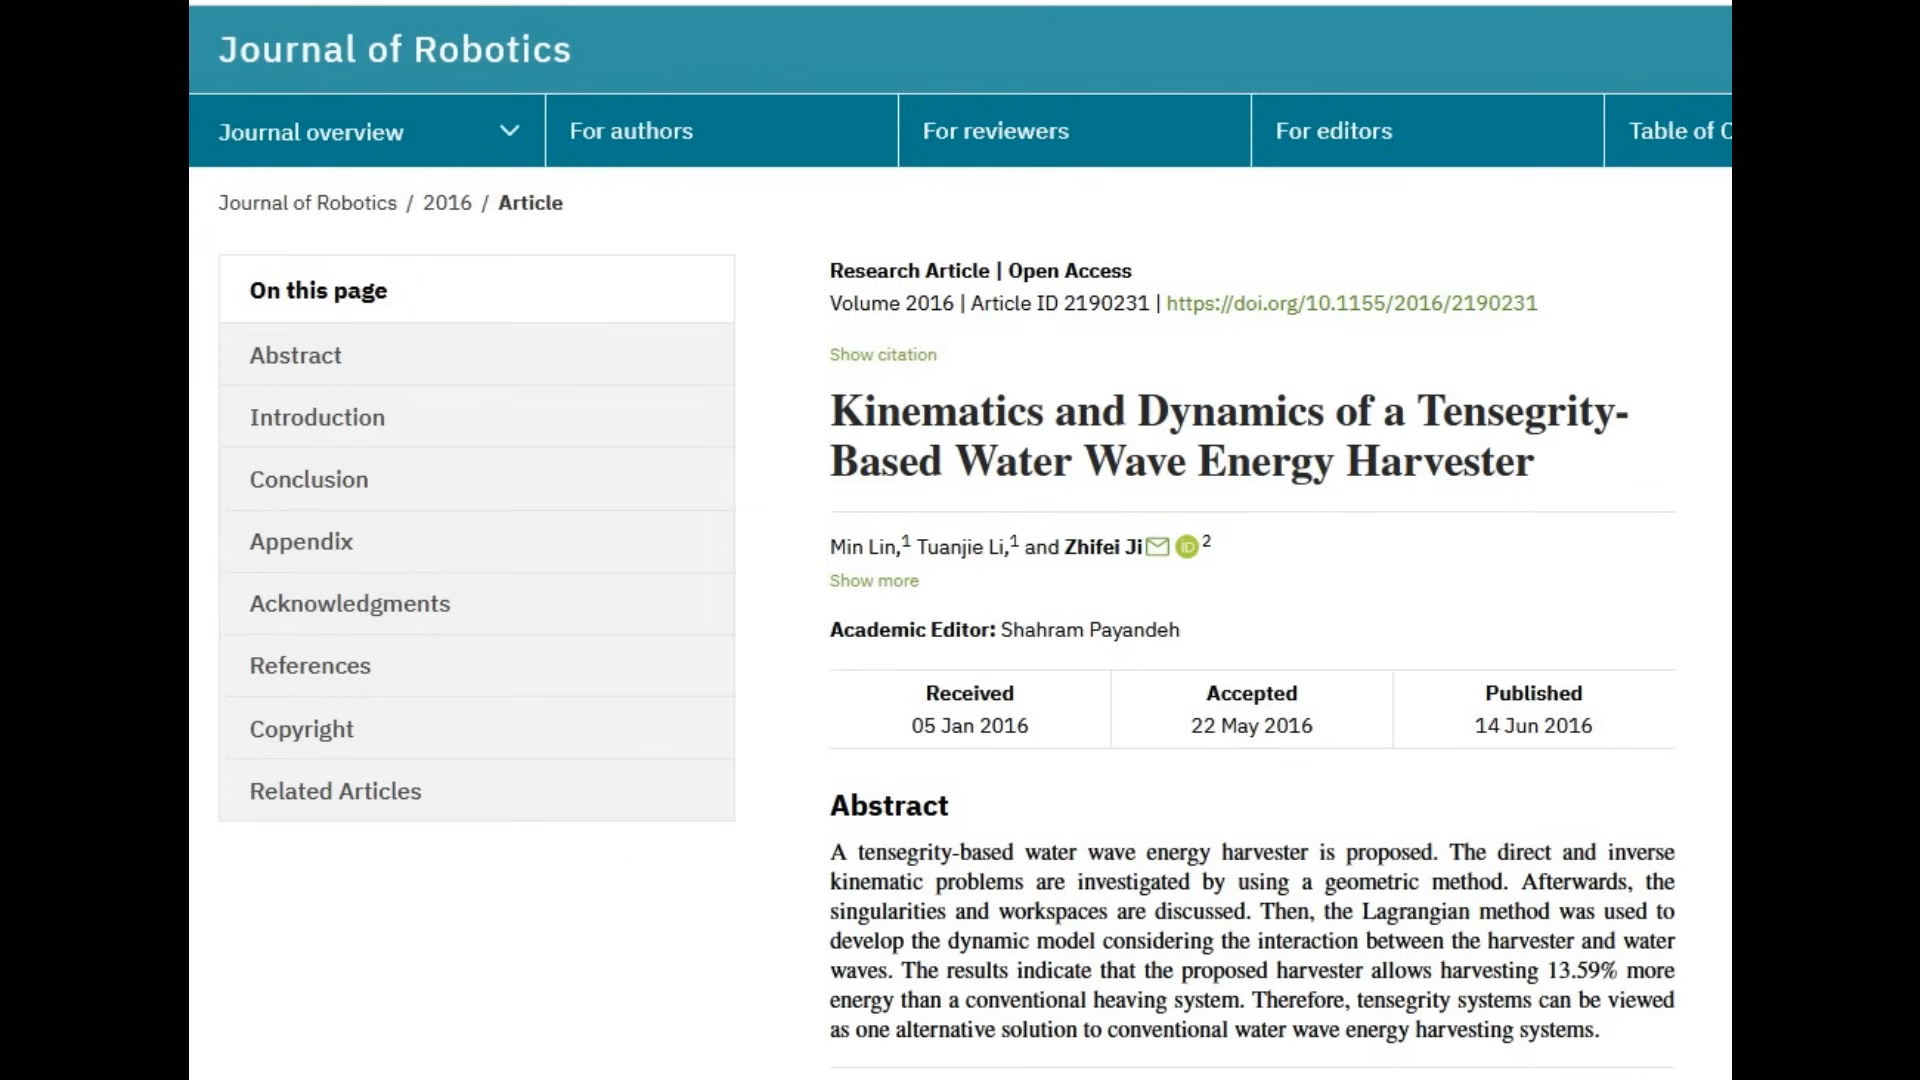 Journal of Robotics
Journal overview
For authors
For reviewers
For editors
Table of C
Journal of Robotics / 2016 / Article
On this page
Abstract
Introduction
Conclusion
Appendix
Acknowledgments
References
Copyright
Related Articles
Research Article | Open Access
Volume 2016 | Article ID 2190231 | https://doi.org/10.1155/2016/2190231
Show citation
Kinematics and Dynamics of a Tensegrity-
Based Water Wave Energy Harvester
Min Lin,1 Tuanjie Li,1 and Zhifei Ji iD 2
Show more
Academic Editor: Shahram Payandeh
Received
05 Jan 2016
Accepted
22 May 2016
Published
14 Jun 2016
Abstract
A tensegrity-based water wave energy harvester is proposed. The direct and inverse
kinematic problems are investigated by using a geometric method. Afterwards, the
singularities and workspaces are discussed. Then, the Lagrangian method was used to
develop the dynamic model considering the interaction between the harvester and water
waves. The results indicate that the proposed harvester allows harvesting 13.59% more
energy than a conventional heaving system. Therefore, tensegrity systems can be viewed
as one alternative solution to conventional water wave energy harvesting systems.